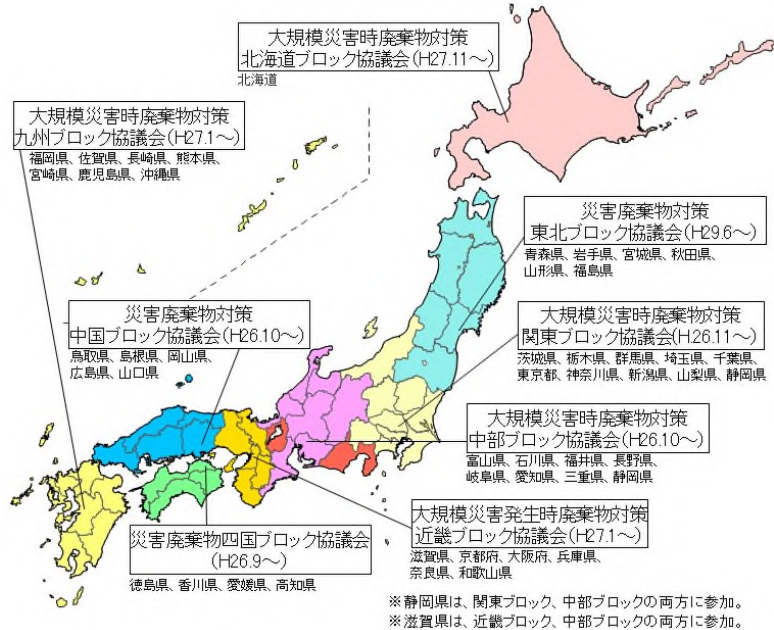 大規模災害時廃棄物対策
北海道ブロック協議会(H27.11～)
北海道
大規模災害時廃棄物対策
九州ブロック協議会(H27.1～)
福岡県、佐賀県、長崎県、熊本県、
宮崎県、鹿児島県、沖縄県
災害廃棄物対策
東北ブロック協議会(H29.6～)
青森県、岩手県、宮城県、秋田県、
山形県、福島県
災害廃棄物対策
中国ブロック協議会(H26.10～)
鳥取県、島根県、岡山県、
広島県、山口県
大規模災害時廃棄物対策
関東ブロック協議会(H.26.11～)
茨城県、栃木県、群馬県、埼玉県、千葉県、
東京都、神奈川県、新潟県、山梨県、静岡県
大規模災害時廃棄物対策
中部ブロック協議会(H26.10～)
富山県、石川県、福井県、長野県、
岐阜県、愛知県、三重県、静岡県
大規模災害発生時廃棄物対策
近畿ブロック協議会(H27.1～)
滋賀県、京都府、大阪府、兵庫県、
奈良県、和歌山県
災害廃棄物四国ブロック協議会
(H26.9～)
徳島県、香川県、愛媛県、高知県
※静岡県は、関東ブロック、中部ブロックの両方に参加。
※滋賀県は、近畿ブロック、中部ブロックの両方に参加。